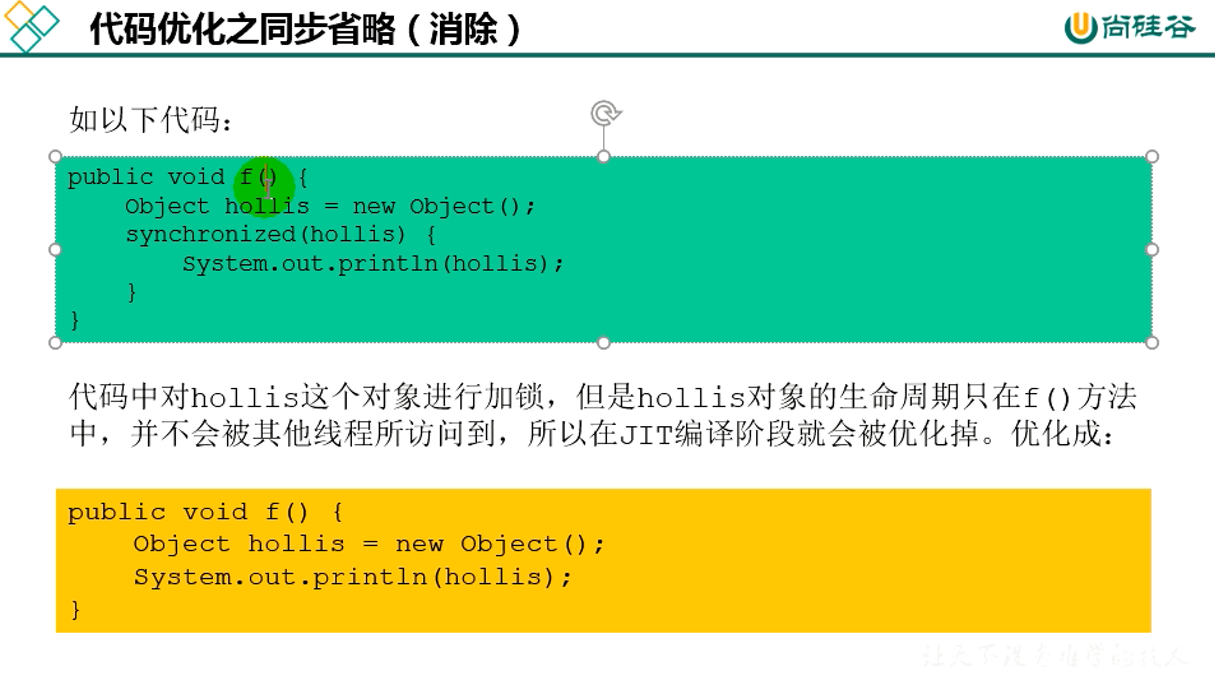 代码优化之同步省略（消除）
尚硅谷
如以下代码：
public void f() {
    Object hollis = new Object();
    synchronized(hollis) {
        System.out.println(hollis);
    }
}
代码中对hollis这个对象进行加锁，但是hollis对象的生命周期只在f()方法
中，并不会被其他线程所访问到，所以在JIT编译阶段就会被优化掉。优化成：
public void f() {
    Object hollis = new Object();
    System.out.println(hollis);
}
让天下没有难学的技术